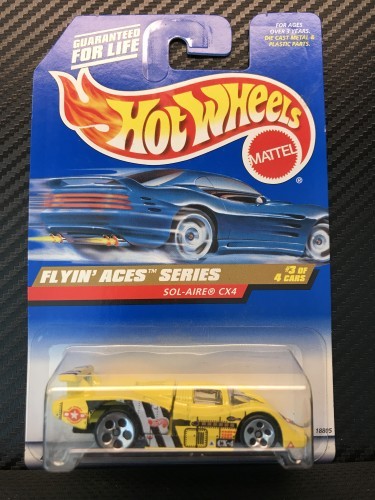 GUARANTEED
FOR LIFE
FOR AGES
OVER 3 YEARS.
DIE CAST METAL &
PLASTIC PARTS.
HOT WHEELS
®
MATTEL
®
FLYIN' ACES™ SERIES
#3 OF
4 CARS
SOL-AIRE® CX4
18805